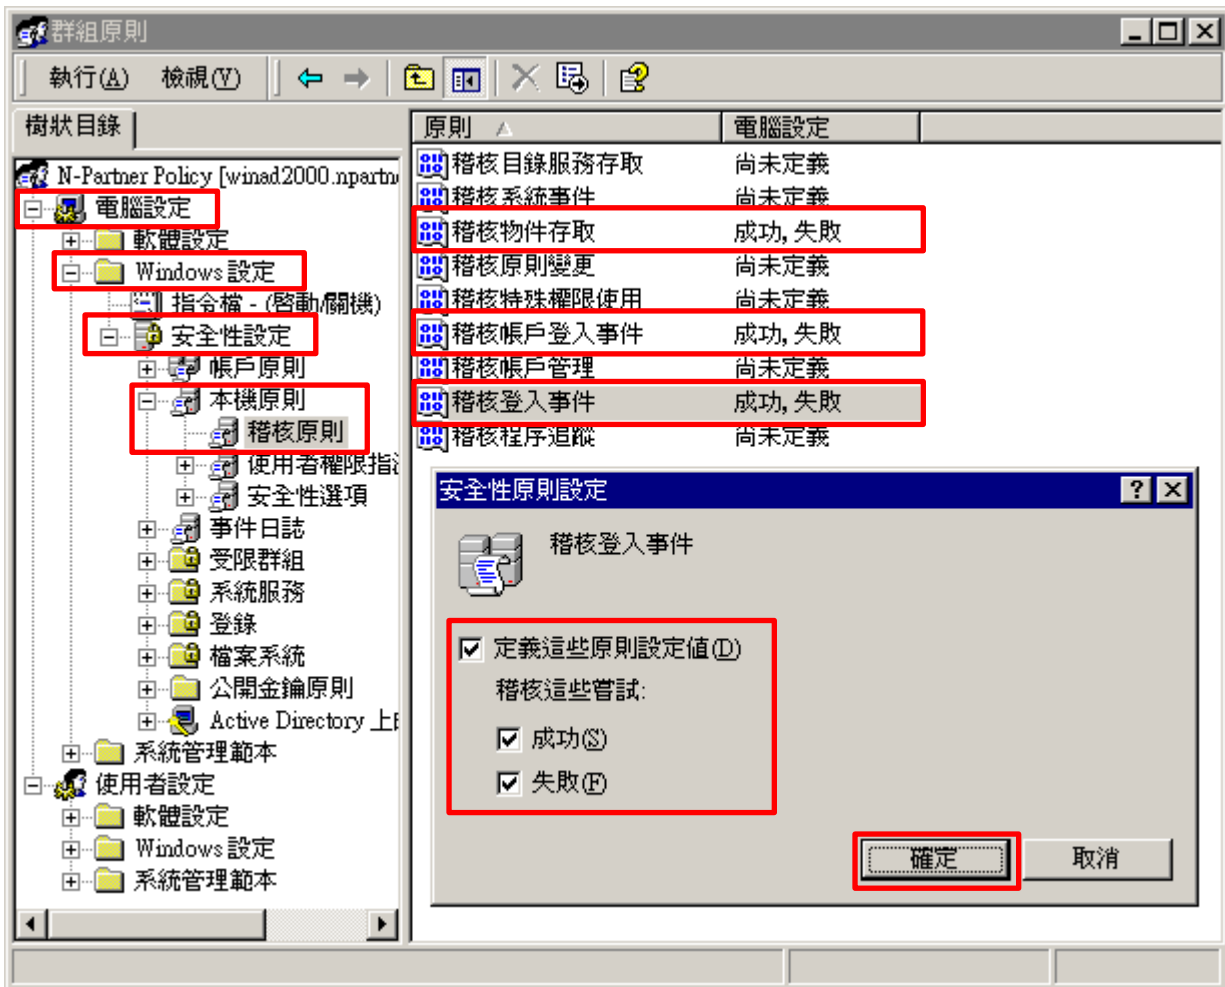 群組原則
執行(A) 檢視(V)
樹狀目錄
N-Partner Policy [winad2000.npartn
電腦設定
軟體設定
Windows 設定
指令檔 - (啓動/關機)
安全性設定
帳戶原則
本機原則
稽核原則
使用者權限指
安全性選項
事件日誌
受限群組
系統服務
登錄
檔案系統
公開金鑰原則
Active Directory 上
系統管理範本
使用者設定
軟體設定
Windows 設定
系統管理範本
原則 電腦設定
稽核目錄服務存取 尚未定義
稽核系統事件 尚未定義
稽核物件存取 成功, 失敗
稽核原則變更 尚未定義
稽核特殊權限使用 尚未定義
稽核帳戶登入事件 成功, 失敗
稽核帳戶管理 尚未定義
稽核登入事件 成功, 失敗
稽核程序追蹤 尚未定義
安全性原則設定
稽核登入事件
定義這些原則設定值(D)
稽核這些嘗試:
成功(S)
失敗(F)
確定 取消